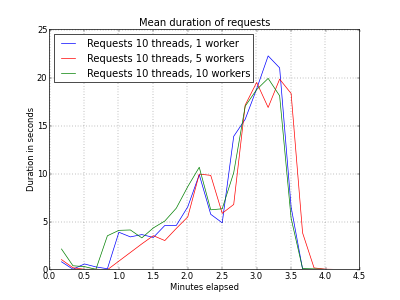 Mean duration of requests
25
20
15
10
5
0
Duration in seconds
Requests 10 threads, 1 worker
Requests 10 threads, 5 workers
Requests 10 threads, 10 workers
0.0 0.5 1.0 1.5 2.0 2.5 3.0 3.5 4.0 4.5
Minutes elapsed